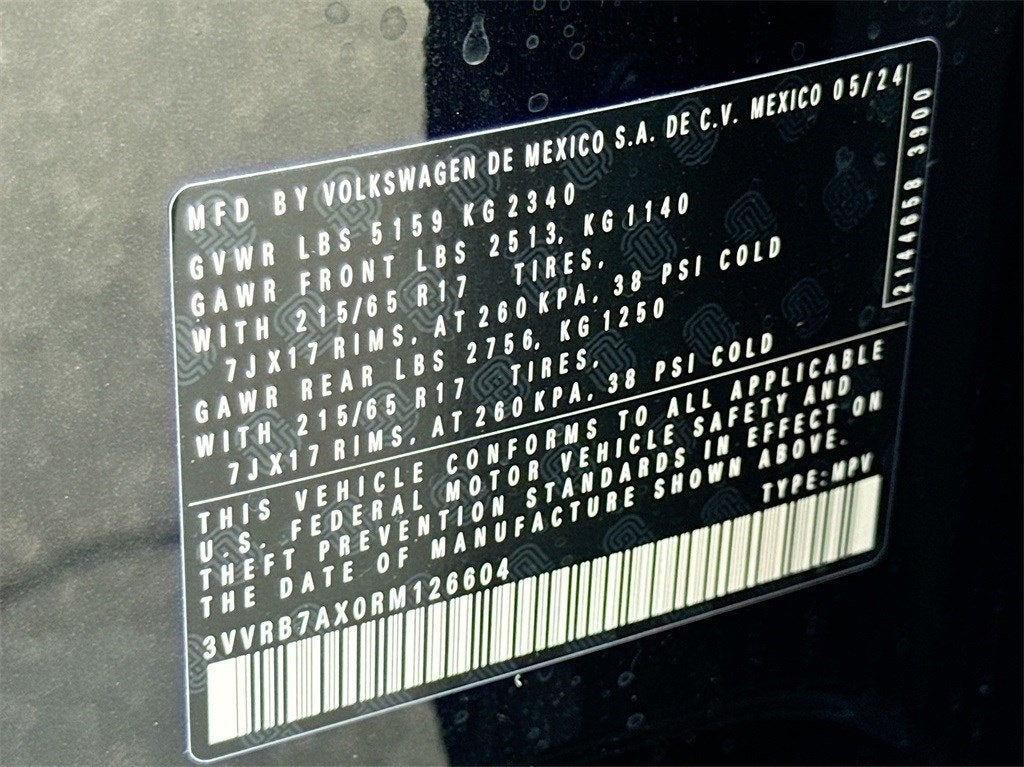 MFD BY VOLKSWAGEN DE MEXICO S.A. DE C.V. MEXICO 05/24
GVWR LBS 5159 KG 2340
GAWR FRONT LBS 2513, KG 1140
WITH 215/65 R17 TIRES,
7JX17 RIMS, AT 260 KPA, 38 PSI COLD
GAWR REAR LBS 2756, KG 1250
WITH 215/65 R17 TIRES,
7JX17 RIMS, AT 260 KPA, 38 PSI COLD
THIS VEHICLE CONFORMS TO ALL APPLICABLE
U.S. FEDERAL MOTOR VEHICLE SAFETY AND
THEFT PREVENTION STANDARDS IN EFFECT ON
THE DATE OF MANUFACTURE SHOWN ABOVE.
3VVRB7AX0RM126604 TYPE:MPV
2144658 3900